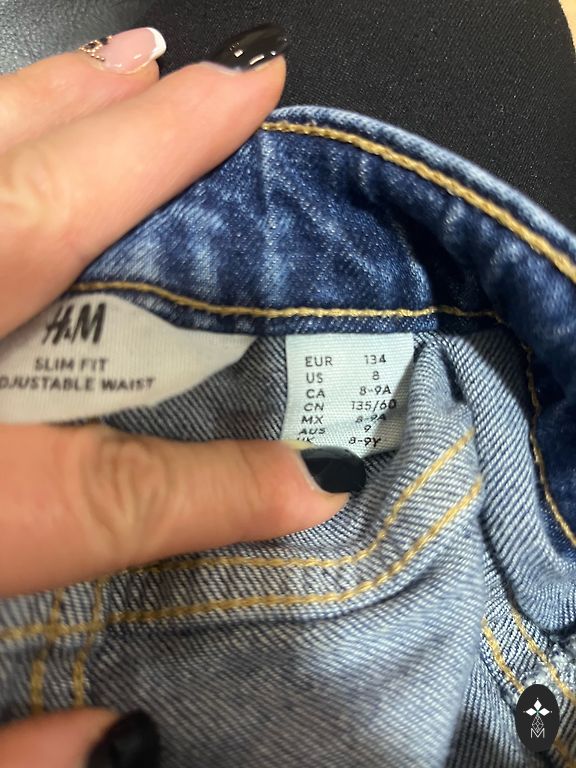 H&M
SLIM FIT
DJUSTABLE WAIST
EUR 134
US 8
CA 8-9A
CN 135/60
MX 8-9A
AUS 9
UK 8-9Y
M